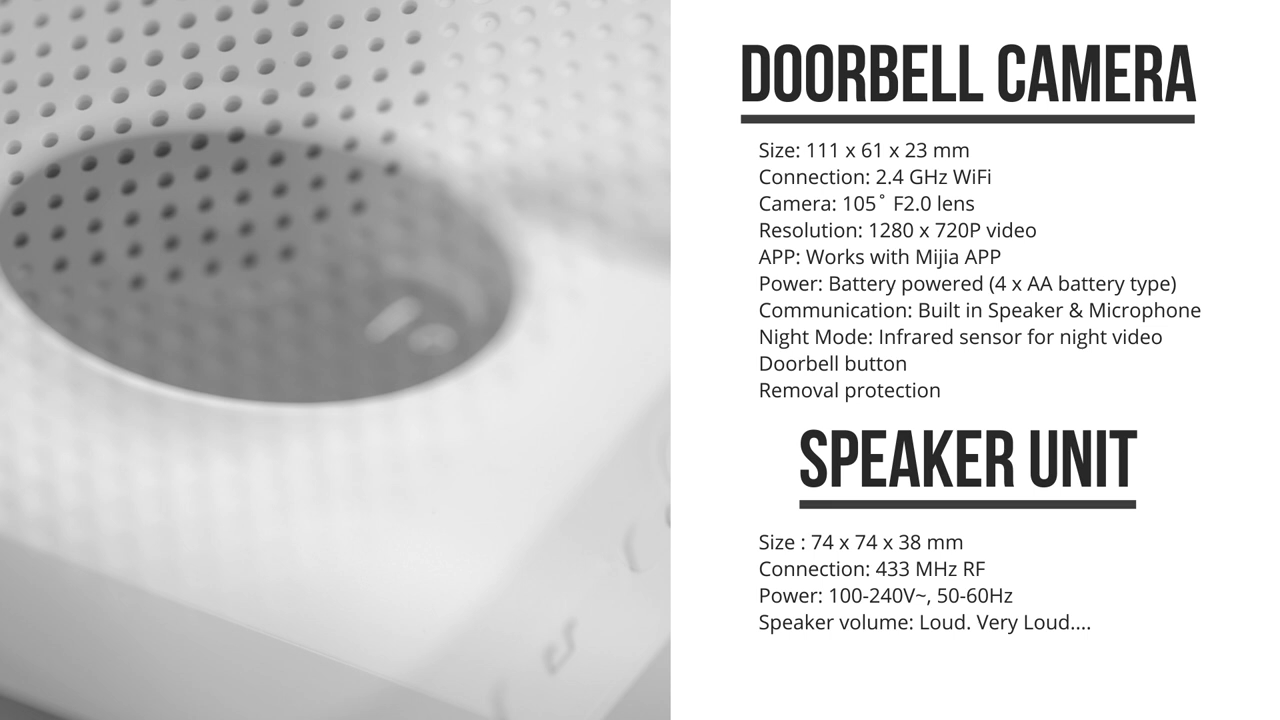 DOORBELL CAMERA
Size: 111 x 61 x 23 mm
Connection: 2.4 GHz WiFi
Camera: 105˚ F2.0 lens
Resolution: 1280 x 720P video
APP: Works with Mijia APP
Power: Battery powered (4 x AA battery type)
Communication: Built in Speaker & Microphone
Night Mode: Infrared sensor for night video
Doorbell button
Removal protection
SPEAKER UNIT
Size : 74 x 74 x 38 mm
Connection: 433 MHz RF
Power: 100-240V~, 50-60Hz
Speaker volume: Loud. Very Loud....